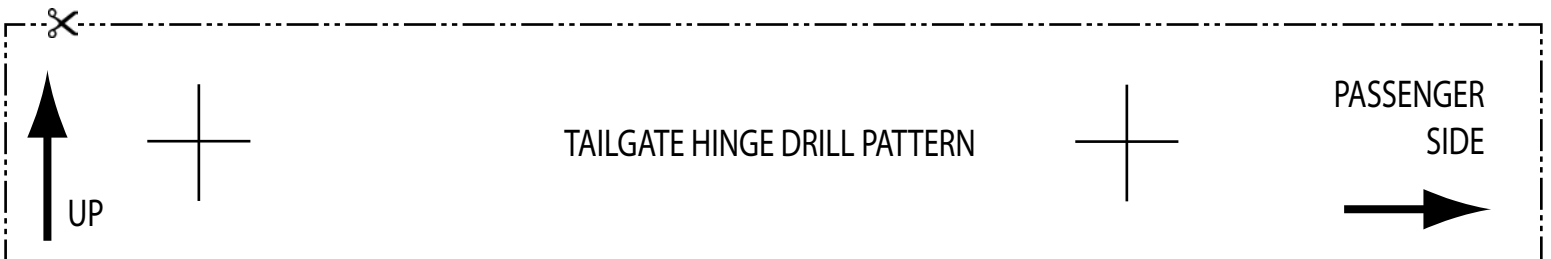 UP
TAILGATE HINGE DRILL PATTERN
PASSENGER
SIDE